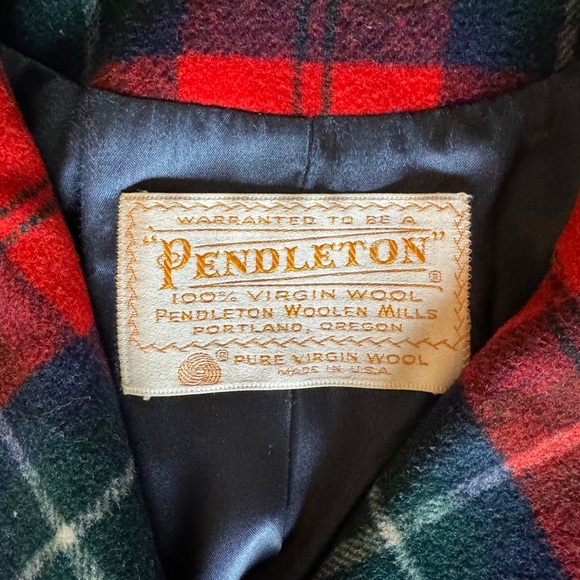 WARRANTED TO BE A
"PENDLETON"®
100% VIRGIN WOOL
PENDLETON WOOLEN MILLS
PORTLAND, OREGON
® PURE VIRGIN WOOL
MADE IN U.S.A.